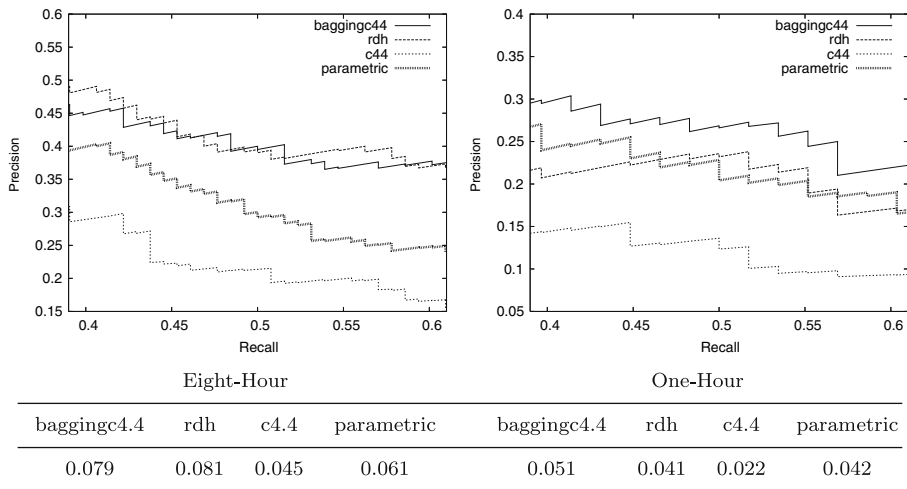 0.6
0.55
0.5
0.45
0.4
0.35
0.3
0.25
0.2
0.15
Precision
baggingc44
rdh
c44
parametric
0.4 0.45 0.5 0.55 0.6
Recall
0.4
0.35
0.3
0.25
0.2
0.15
0.1
0.05
Precision
baggingc44
rdh
c44
parametric
0.4 0.45 0.5 0.55 0.6
Recall
Eight-Hour One-Hour
baggingc4.4 rdh c4.4 parametric baggingc4.4 rdh c4.4 parametric
0.079 0.081 0.045 0.061 0.051 0.041 0.022 0.042